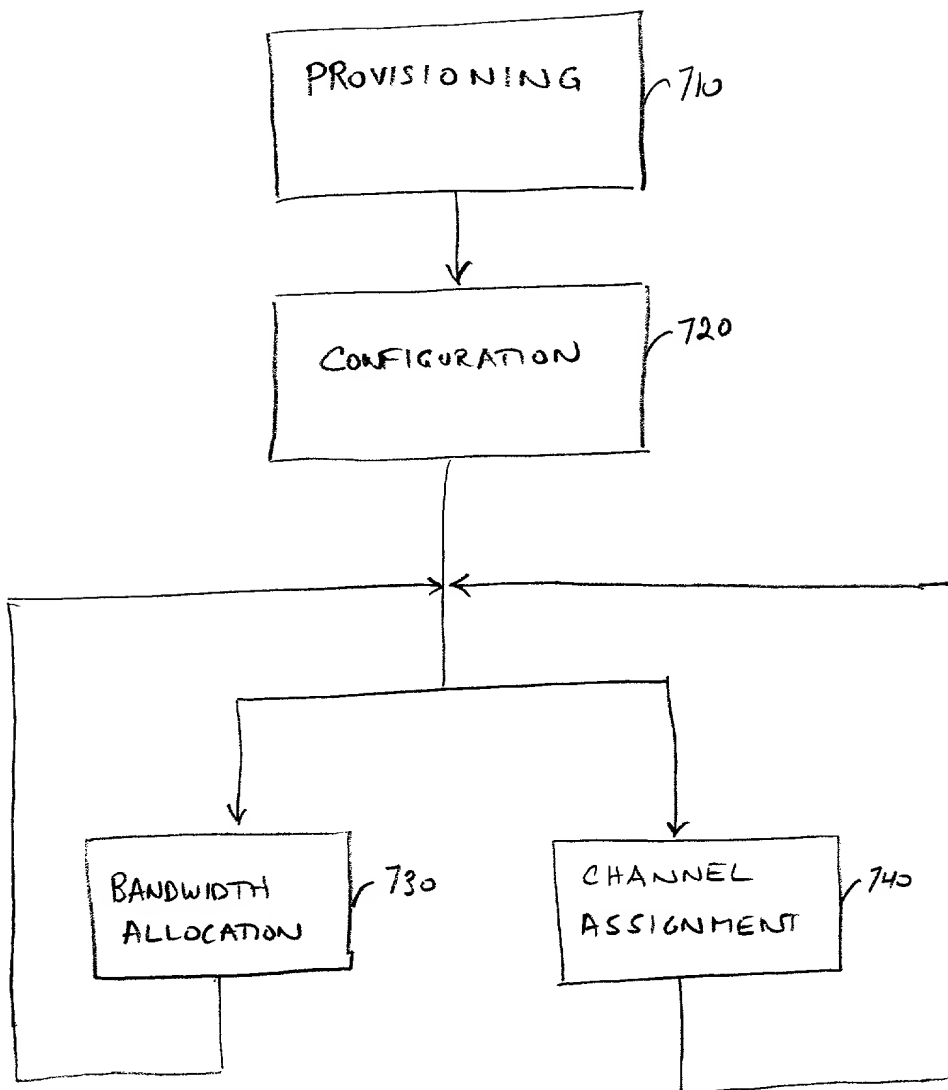 PROVISIONING
710
CONFIGURATION
720
BANDWIDTH
ALLOCATION
730
CHANNEL
ASSIGNMENT
740